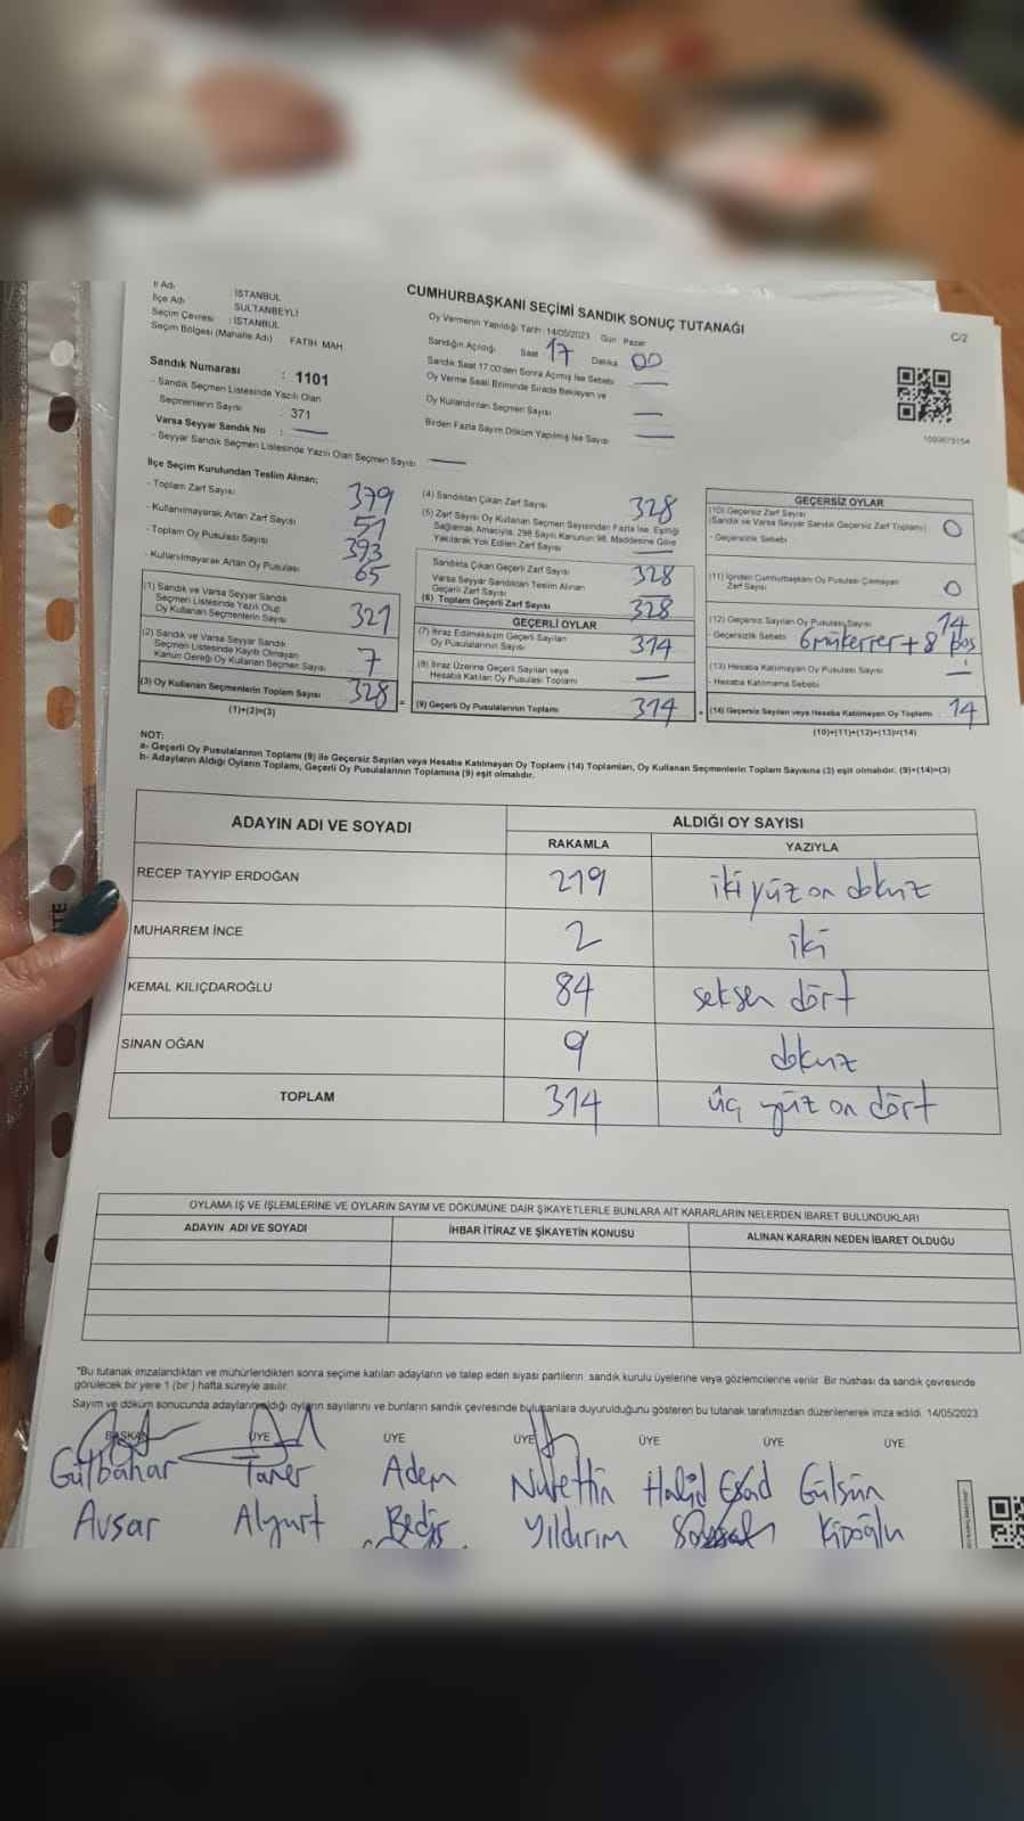 İl Adı : İSTANBUL
İlçe Adı : SULTANBEYLİ
Seçim Çevresi : İSTANBUL
Seçim Bölgesi (Mahalle Adı) FATİH MAH.
Sandık Numarası : 1101
- Sandık Seçmen Listesinde Yazılı Olan
Seçmenlerin Sayısı : 371
Varsa Seyyar Sandık No : —
- Seyyar Sandık Seçmen Listesinde Yazılı Olan Seçmen Sayısı —
CUMHURBAŞKANI SEÇİMİ SANDIK SONUÇ TUTANAĞI
C/2
Oy Vermenin Yapıldığı Tarih: 14/05/2023 Gün Pazar
Sandığın Açıldığı Saat 17 Dakika 00
Sandık Saat 17.00'den Sonra Açılmış İse Sebebi —
Oy Verme Saati Bitiminde Sırada Bekleyen ve
Oy Kullandırılan Seçmen Sayısı —
Birden Fazla Sayım Döküm Yapılmış İse Sayısı —
İlçe Seçim Kurulundan Teslim Alınan;
- Toplam Zarf Sayısı 379
- Kullanılmayarak Artan Zarf Sayısı 51
- Toplam Oy Pusulası Sayısı 393
- Kullanılmayarak Artan Oy Pusulası 65
(1) Sandık ve Varsa Seyyar Sandık
Seçmen Listesinde Yazılı Olup
Oy Kullanan Seçmenlerin Sayısı 321
(2) Sandık ve Varsa Seyyar Sandık
Seçmen Listesinde Kayıtlı Olmayan
Kanun Gereği Oy Kullanan Seçmen Sayısı 7
(3) Oy Kullanan Seçmenlerin Toplam Sayısı 328
(1)+(2)=(3)
(4) Sandıktan Çıkan Zarf Sayısı 328
(5) Zarf Sayısı Oy Kullanan Seçmen Sayısından Fazla İse, Eşitliği
Sağlamak Amacıyla, 298 Sayılı Kanunun 98. Maddesine Göre
Yakılarak Yok Edilen Zarf Sayısı —
Sandıkta Çıkan Geçerli Zarf Sayısı 328
Varsa Seyyar Sandıktan Teslim Alınan
Geçerli Zarf Sayısı —
(6) Toplam Geçerli Zarf Sayısı 328
GEÇERLİ OYLAR
(7) İtiraz Edilmeksizin Geçerli Sayılan
Oy Pusulalarının Sayısı 314
(8) İtiraz Üzerine Geçerli Sayılan veya
Hesaba Katılan Oy Pusulası Toplamı —
= (9) Geçerli Oy Pusulalarının Toplamı 314
GEÇERSİZ OYLAR
(10) Geçersiz Zarf Sayısı
(Sandık ve Varsa Seyyar Sandık Geçersiz Zarf Toplamı) 0
- Geçersizlik Sebebi
(11) İçinden Cumhurbaşkanı Oy Pusulası Çıkmayan
Zarf Sayısı 0
(12) Geçersiz Sayılan Oy Pusulası Sayısı 14
- Geçersizlik Sebebi 6 mükerrer + 8 boş
(13) Hesaba Katılmayan Oy Pusulası Sayısı —
- Hesaba Katılmama Sebebi
+ (14) Geçersiz Sayılan veya Hesaba Katılmayan Oy Toplamı 14
(10)+(11)+(12)+(13)=(14)
NOT:
a- Geçerli Oy Pusulalarının Toplamı (9) ile Geçersiz Sayılan veya Hesaba Katılmayan Oy Toplamı (14) Toplamları, Oy Kullanan Seçmenlerin Toplam Sayısına (3) eşit olmalıdır. (9)+(14)=(3)
b- Adayların Aldığı Oyların Toplamı, Geçerli Oy Pusulalarının Toplamına (9) eşit olmalıdır.
ADAYIN ADI VE SOYADI ALDIĞI OY SAYISI
RAKAMLA YAZIYLA
RECEP TAYYİP ERDOĞAN 219 iki yüz on dokuz
MUHARREM İNCE 2 iki
KEMAL KILIÇDAROĞLU 84 seksen dört
SİNAN OĞAN 9 dokuz
TOPLAM 314 üç yüz on dört
OYLAMA İŞ VE İŞLEMLERİNE VE OYLARIN SAYIM VE DÖKÜMÜNE DAİR ŞİKAYETLERLE BUNLARA AİT KARARLARIN NELERDEN İBARET BULUNDUKLARI
ADAYIN ADI VE SOYADI İHBAR İTİRAZ VE ŞİKAYETİN KONUSU ALINAN KARARIN NEDEN İBARET OLDUĞU
*Bu tutanak imzalandıktan ve mühürlendikten sonra seçime katılan adayların ve talep eden siyasi partilerin, sandık kurulu üyelerine veya gözlemcilerine verilir. Bir nüshası da sandık çevresinde
görülecek bir yere 1 (bir ) hafta süreyle asılır.
Sayım ve döküm sonucunda adayların aldığı oyların sayılarını ve bunların sandık çevresinde bulunanlara duyurulduğunu gösteren bu tutanak tarafımızdan düzenlenerek imza edildi. 14/05/2023
BAŞKAN ÜYE ÜYE ÜYE ÜYE ÜYE ÜYE
Gülbahar Taner Adem Nurettin Halid Esad Gülsün
Avsar Alyurt Yıldırım